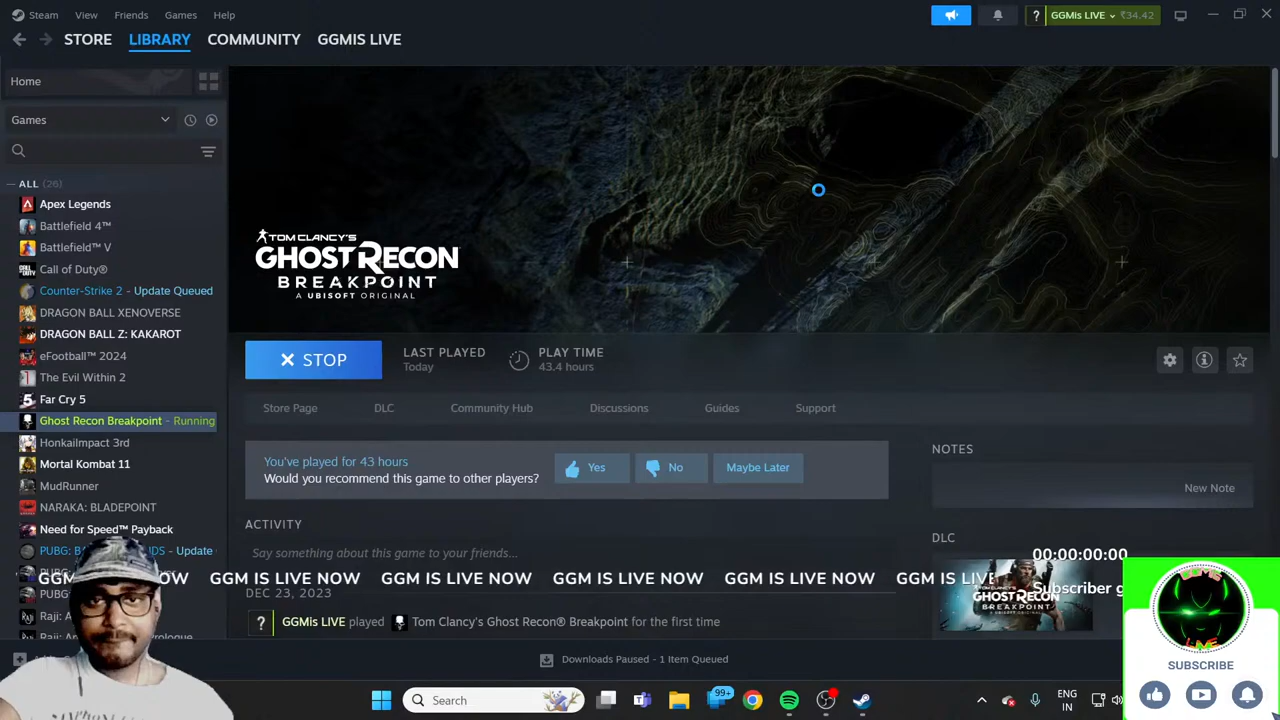 Steam View Friends Games Help
GGMis LIVE ₹34.42
STORE LIBRARY COMMUNITY GGMIS LIVE
Home
Games
ALL (26)
Apex Legends
Battlefield 4™
Battlefield™ V
Call of Duty®
Counter-Strike 2 - Update Queued
DRAGON BALL XENOVERSE
DRAGON BALL Z: KAKAROT
eFootball™ 2024
The Evil Within 2
Far Cry 5
Ghost Recon Breakpoint - Running
HonkaiImpact 3rd
Mortal Kombat 11
MudRunner
NARAKA: BLADEPOINT
Need for Speed™ Payback
TOM CLANCY'S
GHOST RECON
BREAKPOINT
A UBISOFT ORIGINAL
STOP
LAST PLAYED
Today
PLAY TIME
43.4 hours
Store Page DLC Community Hub Discussions Guides Support
You've played for 43 hours
Would you recommend this game to other players?
Yes No Maybe Later
NOTES
New Note
ACTIVITY
Say something about this game to your friends...
DLC
00:00:00:00
GGM IS LIVE NOW GGM IS LIVE NOW GGM IS LIVE NOW GGM IS LIVE NOW
Subscriber g
DEC 23, 2023
GGMis LIVE played Tom Clancy's Ghost Recon® Breakpoint for the first time
GHOST RECON
BREAKPOINT
Downloads Paused - 1 Item Queued
SUBSCRIBE
Search
99+
ENG
IN